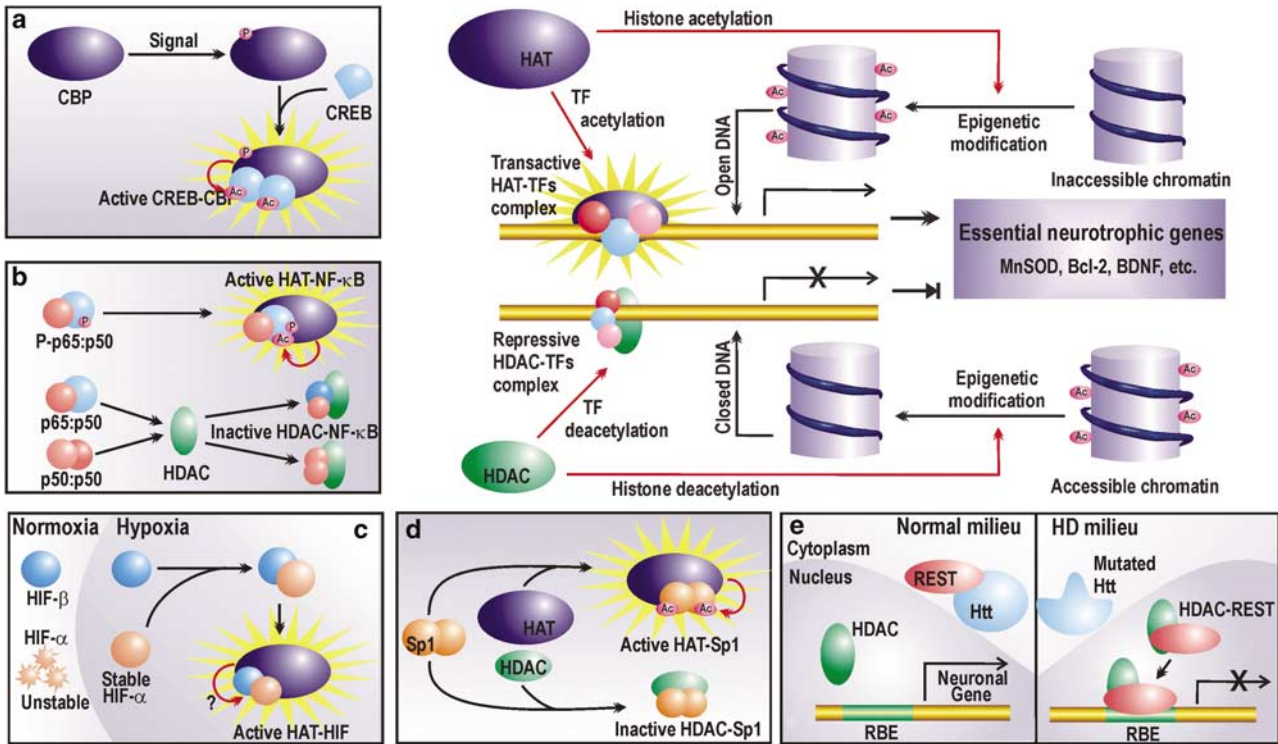 a
Signal
P
CBP
CREB
P
Active CREB-CBP
Ac
Ac
HAT
Histone acetylation
TF
acetylation
Transactive
HAT-TFs
complex
Open DNA
Ac
Ac
Ac
Ac
Epigenetic
modification
Inaccessible chromatin
Essential neurotrophic genes
MnSOD, Bcl-2, BDNF, etc.
X
Repressive
HDAC-TFs
complex
TF
deacetylation
Closed DNA
HDAC
Histone deacetylation
Epigenetic
modification
Ac
Ac
Ac
Ac
Accessible chromatin
b
Active HAT-NF-κB
P
P-p65:p50
P
Ac
p65:p50
p50:p50
HDAC
Inactive HDAC-NF-κB
Normoxia
Hypoxia
c
HIF-β
HIF-α
Unstable
Stable
HIF-α
?
Active HAT-HIF
d
Sp1
HAT
HDAC
Ac
Ac
Active HAT-Sp1
Inactive HDAC-Sp1
e
Normal milieu
Cytoplasm
Nucleus
REST
Htt
HDAC
Neuronal
Gene
RBE
HD milieu
Mutated
Htt
HDAC-REST
X
RBE